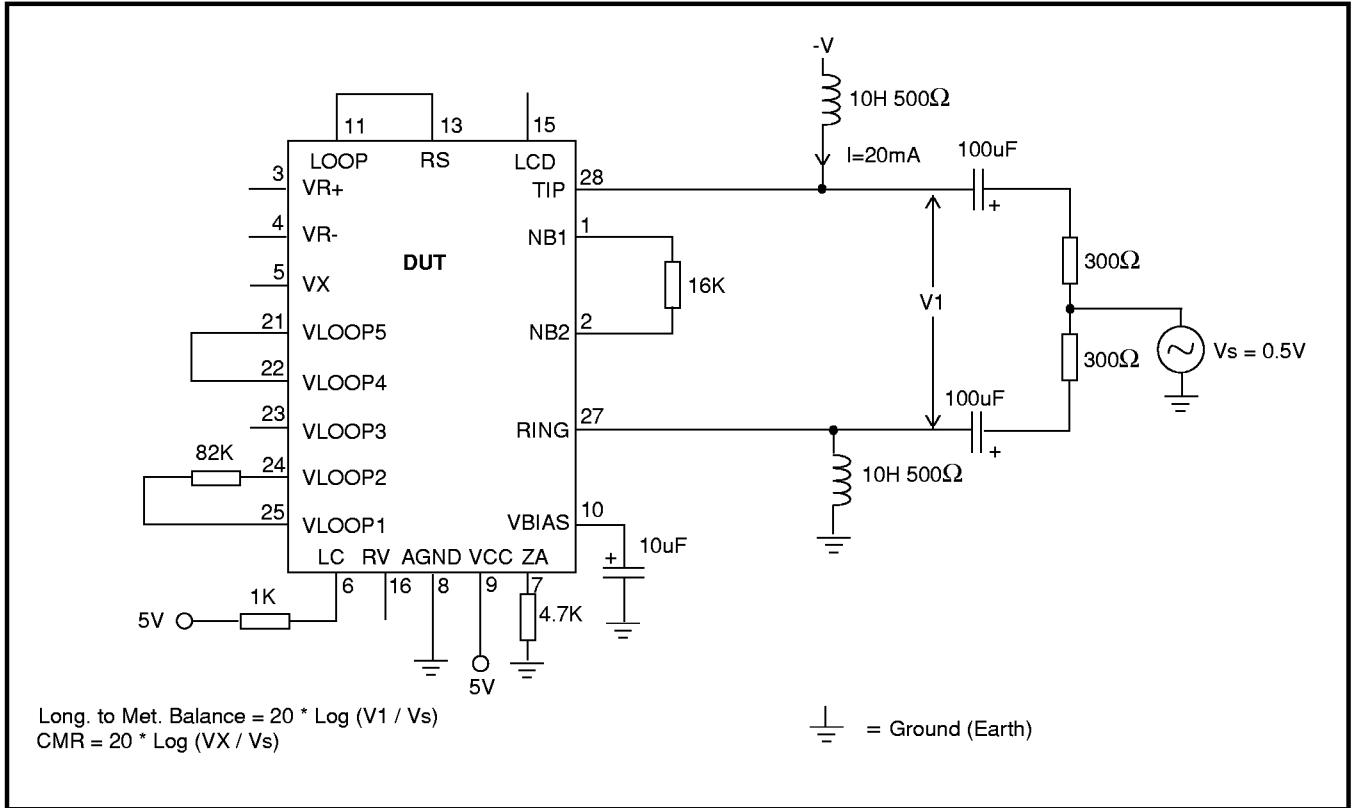 -V
10H 500Ω
11
13
15
I=20mA
100uF
LOOP
RS
LCD
3
VR+
TIP
28
+
4
VR-
NB1
1
DUT
300Ω
5
VX
16K
V1
21
VLOOP5
NB2
2
Vs = 0.5V
300Ω
22
VLOOP4
100uF
23
VLOOP3
RING
27
+
82K
24
VLOOP2
10H 500Ω
25
VLOOP1
VBIAS
10
10uF
+
LC
RV
AGND
VCC
ZA
6
16
8
9
7
1K
5V
4.7K
5V
Long. to Met. Balance = 20 * Log (V1 / Vs)
CMR = 20 * Log (VX / Vs)
= Ground (Earth)